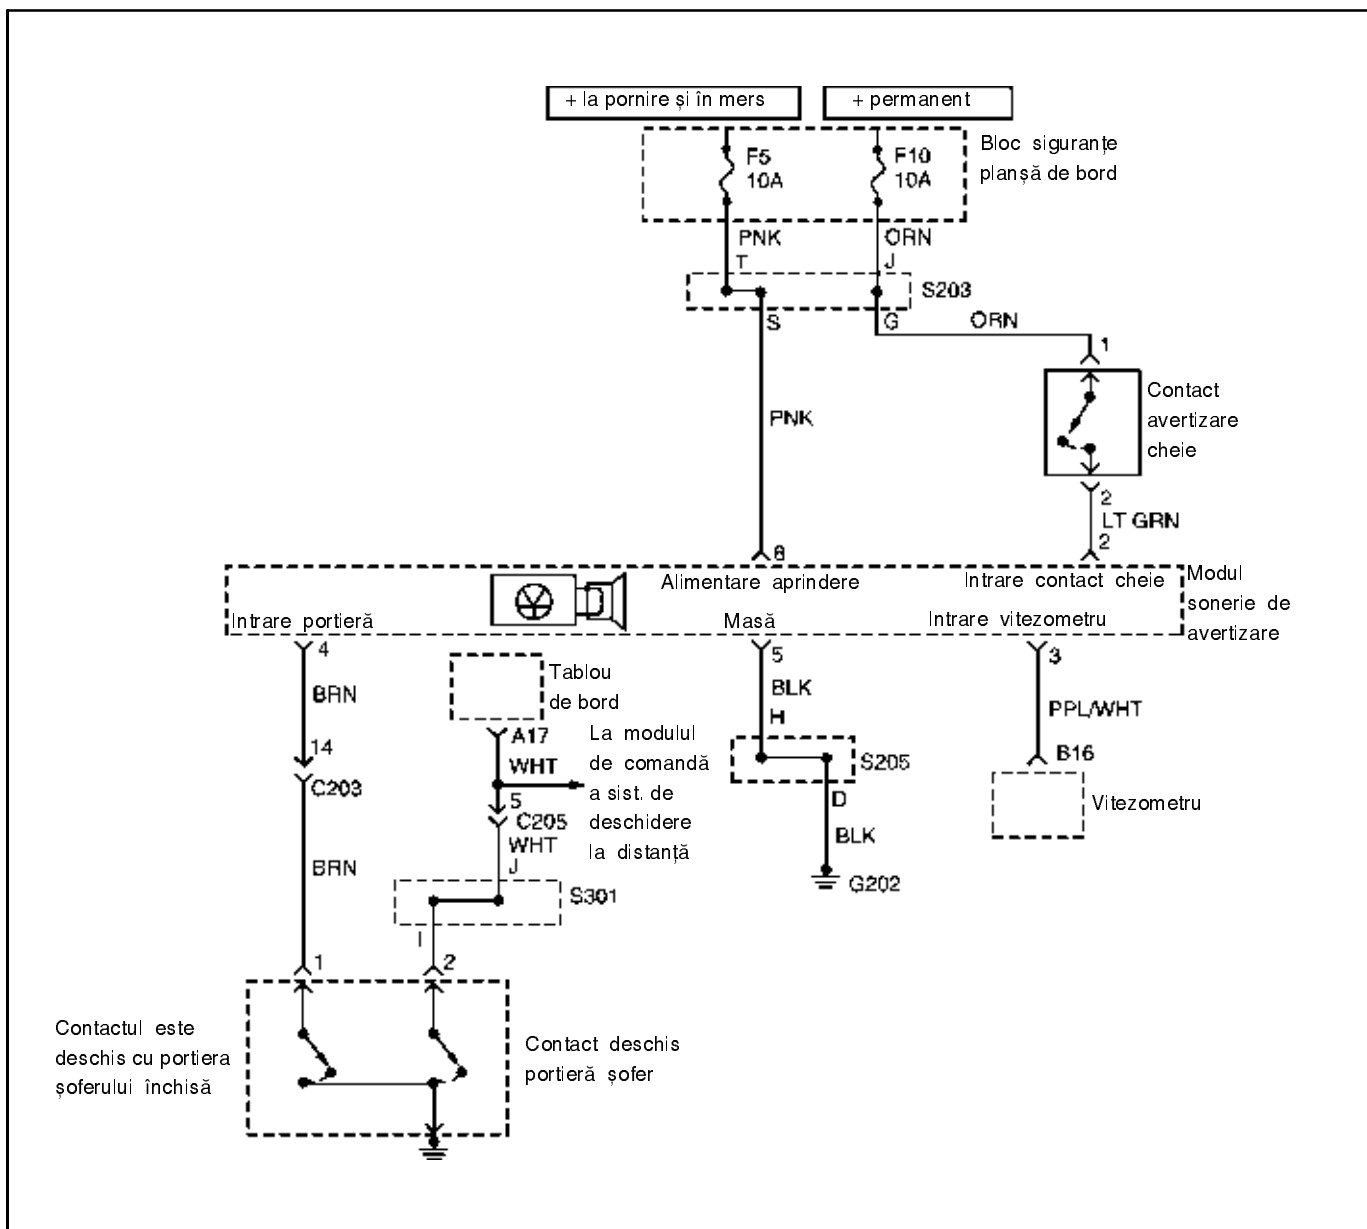 + la pornire și în mers
+ permanent
F5
10A
F10
10A
Bloc siguranțe
planșă de bord
PNK
ORN
T
J
S203
S
G
ORN
1
PNK
Contact
avertizare
cheie
2
LT GRN
8
2
Alimentare aprindere
Intrare contact cheie
Modul
sonerie de
avertizare
Intrare portieră
Masă
Intrare vitezometru
4
5
3
BRN
Tablou
de bord
BLK
H
PPL/WHT
A17
La modulul
de comandă
a sist. de
deschidere
la distanță
14
C203
WHT
S205
B16
5
C205
D
Vitezometru
WHT
J
BLK
BRN
S301
G202
I
1
2
Contactul este
deschis cu portiera
șoferului închisă
Contact deschis
portieră șofer